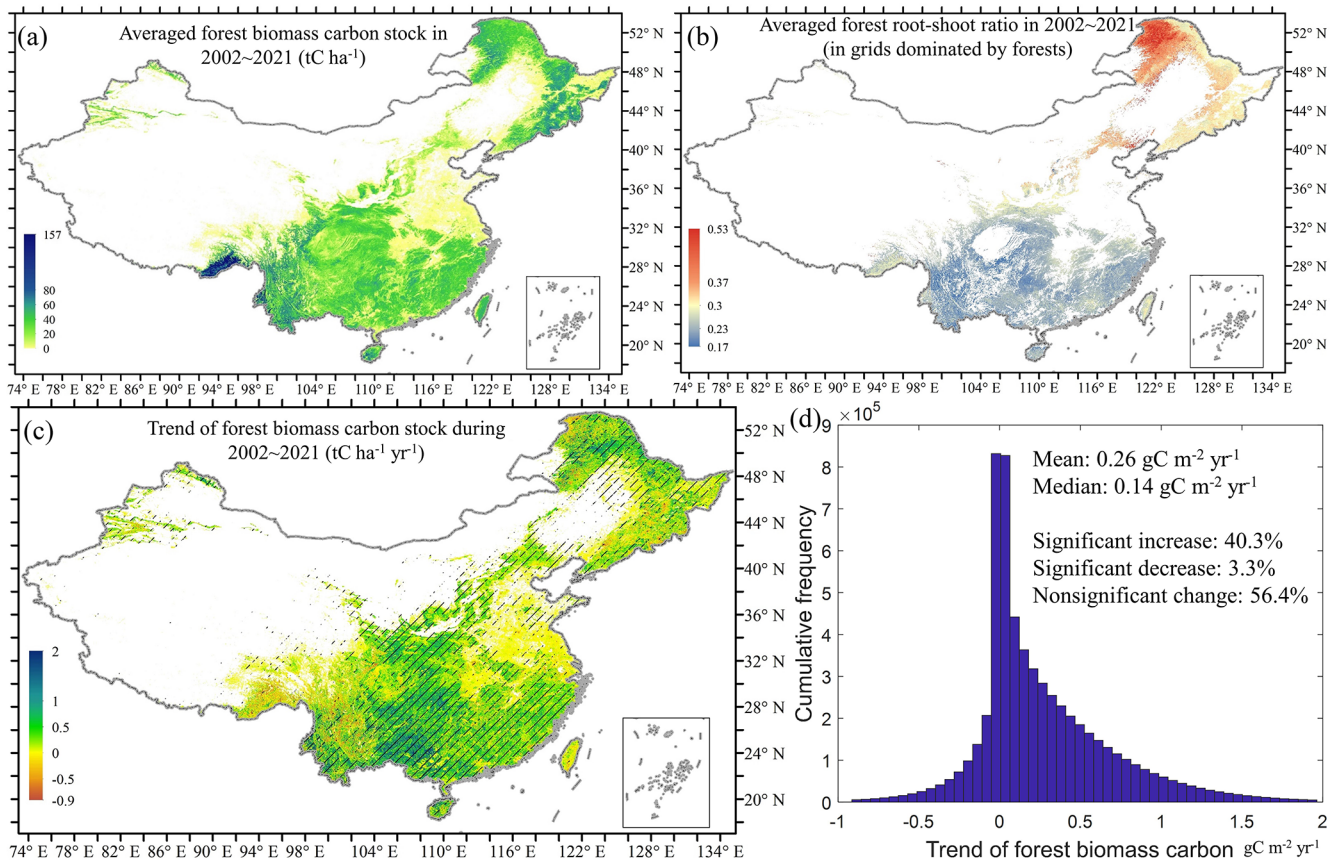 (a)
Averaged forest biomass carbon stock in
2002~2021 (tC ha⁻¹)
52° N
48° N
44° N
40° N
36° N
32° N
28° N
24° N
20° N
157
80
60
40
20
0
74° E 78° E 82° E 86° E 90° E 94° E 98° E 104° E 110° E 116° E 122° E 128° E 134° E
(b)
Averaged forest root-shoot ratio in 2002~2021
(in grids dominated by forests)
52° N
48° N
44° N
40° N
36° N
32° N
28° N
24° N
20° N
0.53
0.37
0.3
0.23
0.17
74° E 78° E 82° E 86° E 90° E 94° E 98° E 104° E 110° E 116° E 122° E 128° E 134° E
(c)
Trend of forest biomass carbon stock during
2002~2021 (tC ha⁻¹ yr⁻¹)
52° N
48° N
44° N
40° N
36° N
32° N
28° N
24° N
20° N
2
1
0.5
0
-0.5
-0.9
74° E 78° E 82° E 86° E 90° E 94° E 98° E 104° E 110° E 116° E 122° E 128° E 134° E
(d)
×10⁵
9
8
7
6
5
4
3
2
1
0
Cumulative frequency
Mean: 0.26 gC m⁻² yr⁻¹
Median: 0.14 gC m⁻² yr⁻¹
Significant increase: 40.3%
Significant decrease: 3.3%
Nonsignificant change: 56.4%
-1 -0.5 0 0.5 1 1.5 2
Trend of forest biomass carbon gC m⁻² yr⁻¹